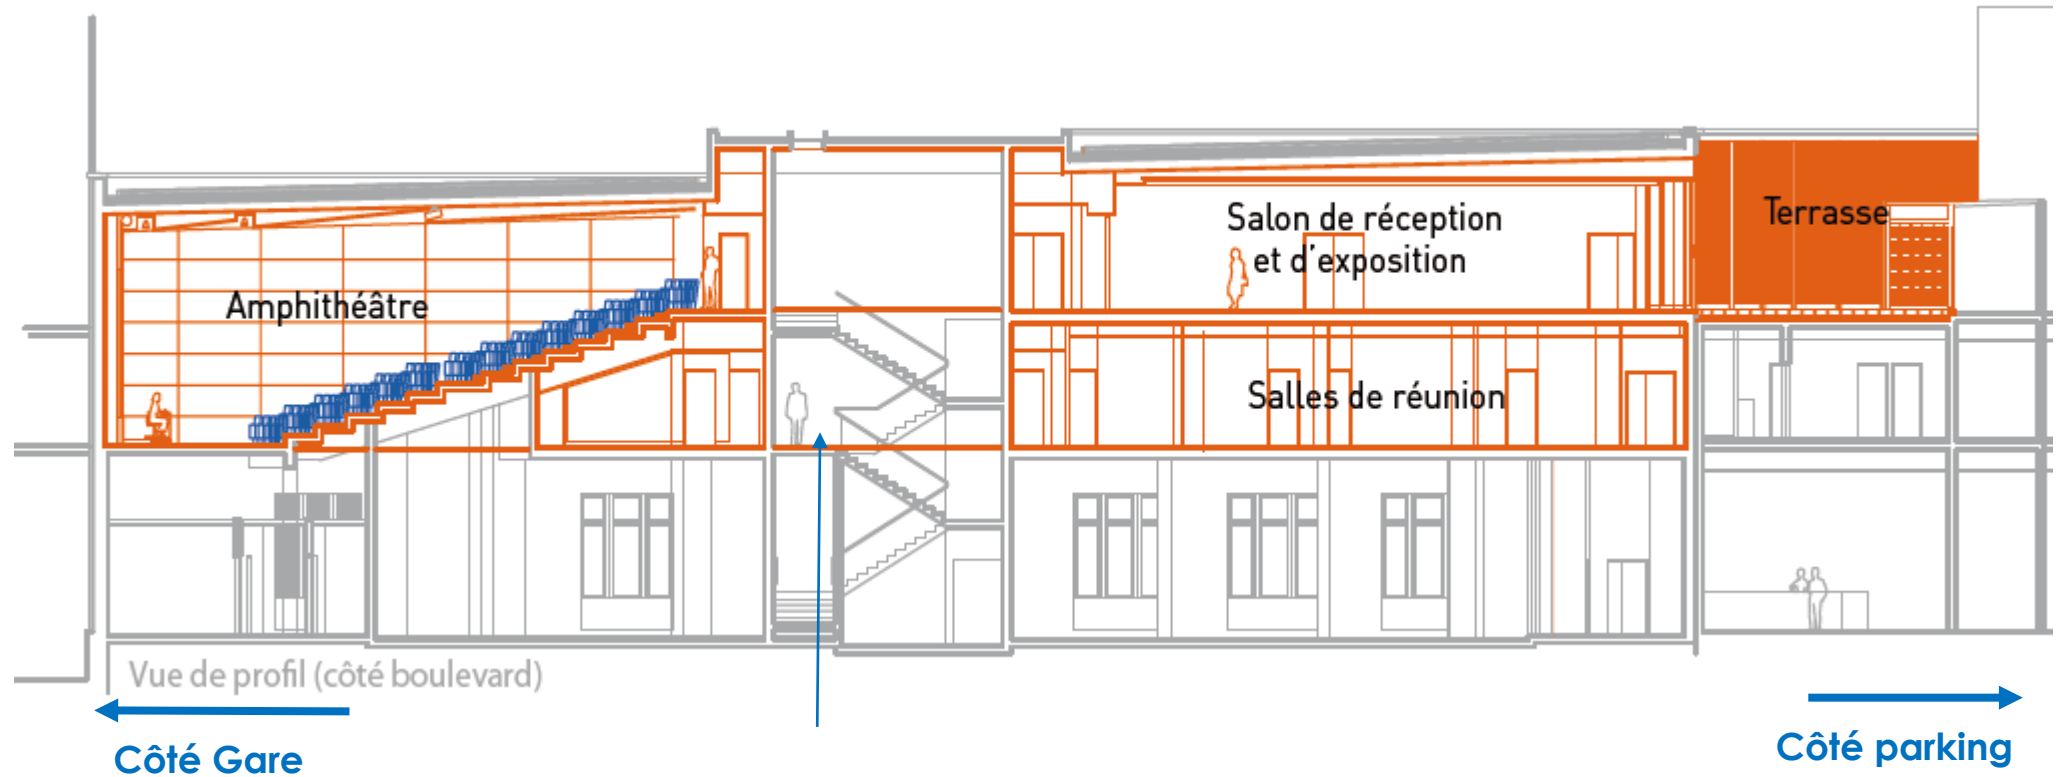 Salon de réception
et d'exposition
Terrasse
Amphithéâtre
Salles de réunion
Vue de profil (côté boulevard)
Côté Gare
Côté parking